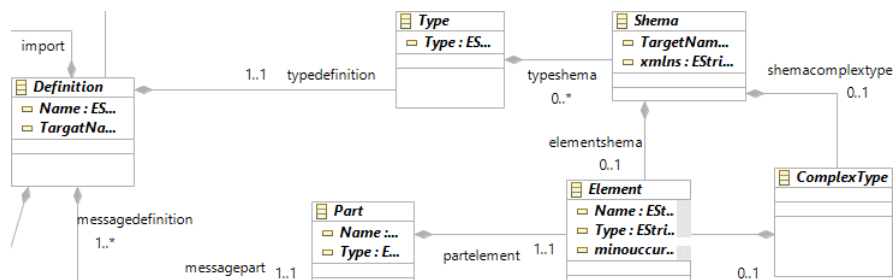 import
Definition
Name : ES...
TargatNa...
1..1
typedefinition
Type
Type : ES...
typeshema
0..*
Shema
TargetNam...
xmlns : EStri...
shemacomplextype
0..1
elementshema
0..1
ComplexType
messagedefinition
1..*
messagepart
1..1
Part
Name :...
Type : E...
partelement
1..1
Element
Name : ESt..
Type : EStri..
minouccur..
0..1